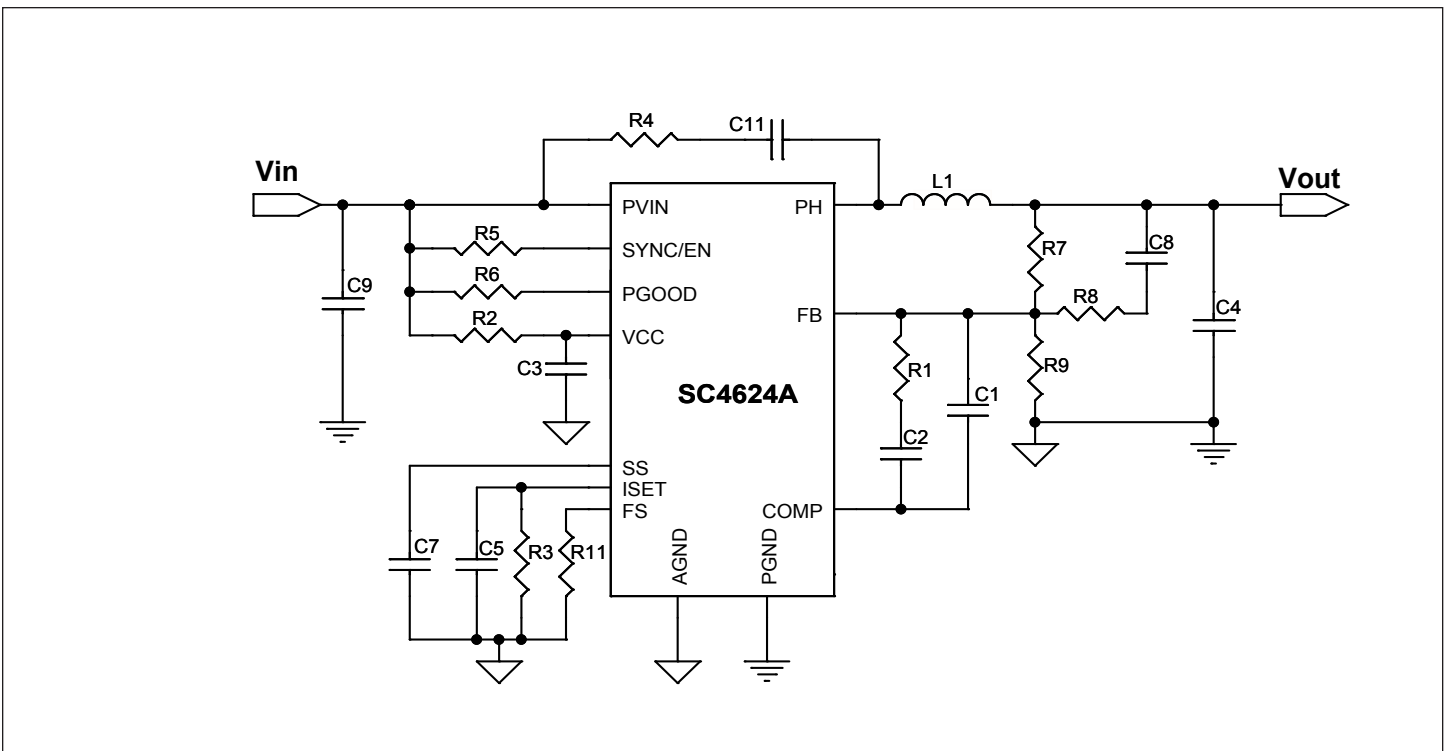 R4
C11
Vin
L1
Vout
PVIN
PH
R5
SYNC/EN
R7
C8
R6
C9
PGOOD
R8
R2
FB
C4
VCC
C3
R1
R9
SC4624A
C1
C2
SS
ISET
FS
COMP
C7
C5
R3
R11
AGND
PGND